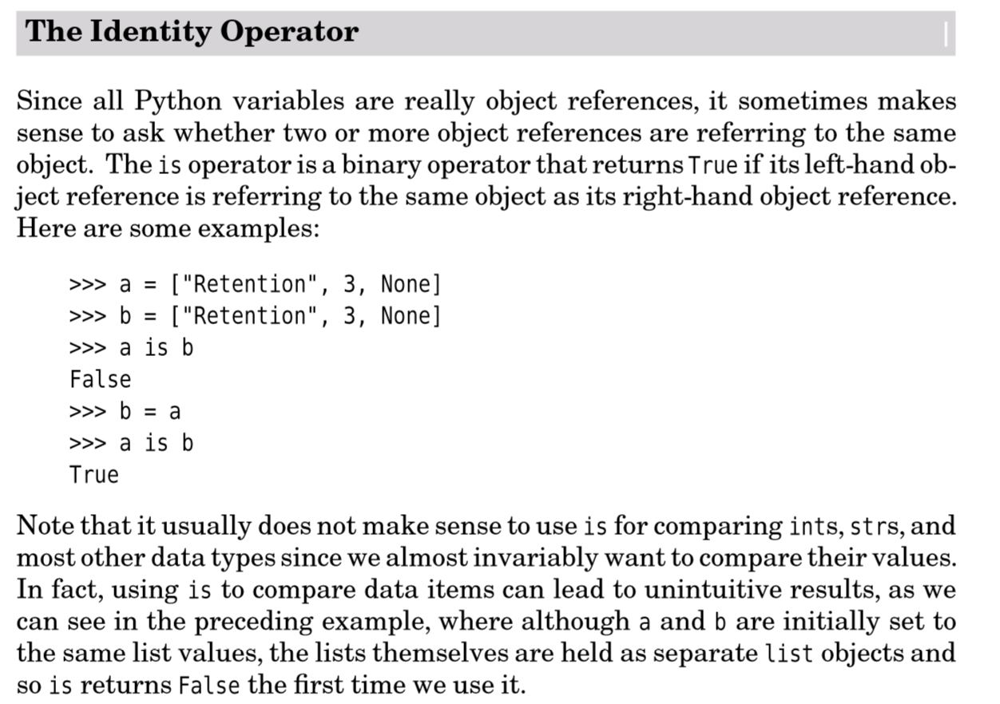 The Identity Operator
Since all Python variables are really object references, it sometimes makes
sense to ask whether two or more object references are referring to the same
object. The is operator is a binary operator that returns True if its left-hand ob-
ject reference is referring to the same object as its right-hand object reference.
Here are some examples:
>>> a = ["Retention", 3, None]
>>> b = ["Retention", 3, None]
>>> a is b
False
>>> b = a
>>> a is b
True
Note that it usually does not make sense to use is for comparing ints, strs, and
most other data types since we almost invariably want to compare their values.
In fact, using is to compare data items can lead to unintuitive results, as we
can see in the preceding example, where although a and b are initially set to
the same list values, the lists themselves are held as separate list objects and
so is returns False the first time we use it.